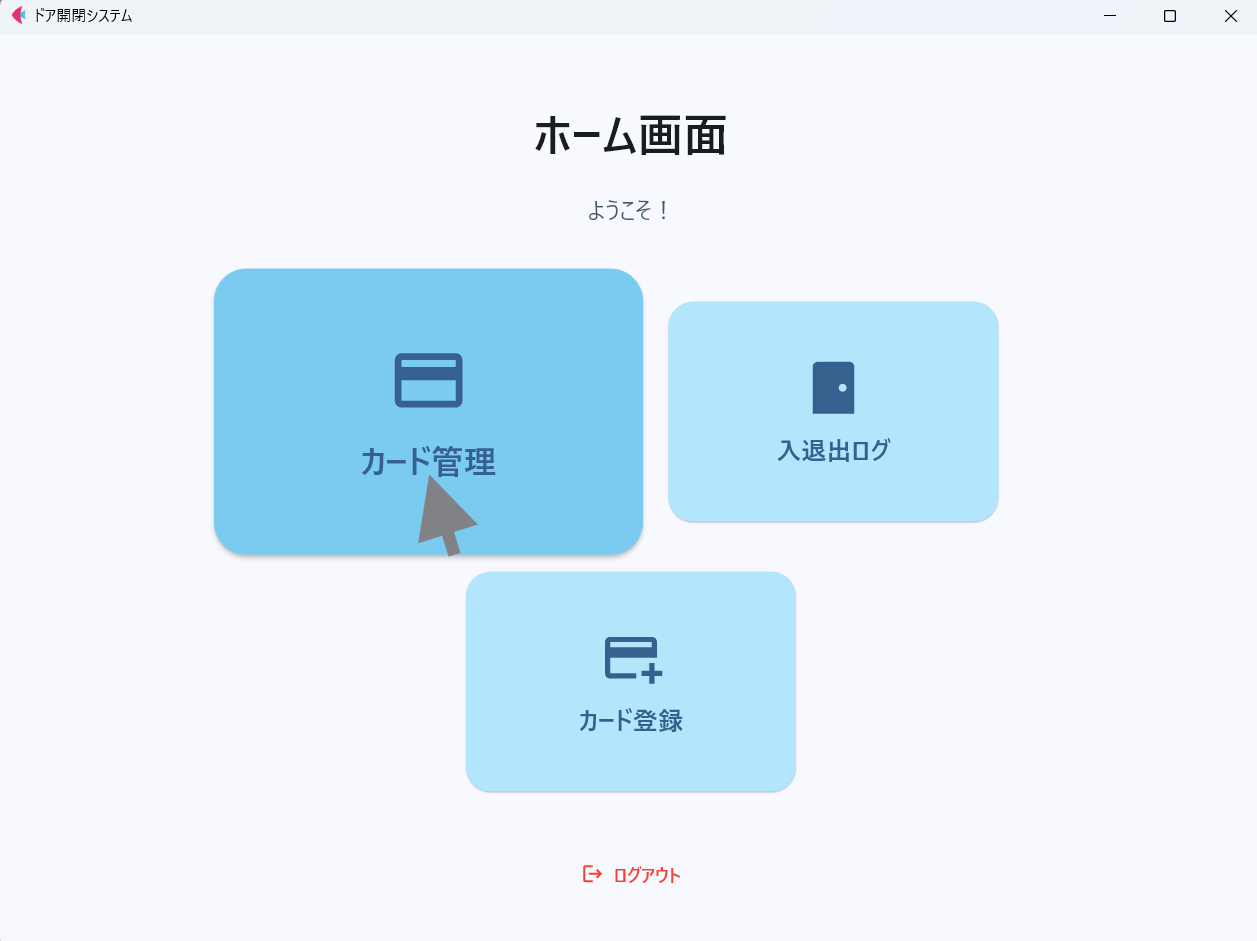 ドア開閉システム
ホーム画面
ようこそ！
カード管理
入退出ログ
カード登録
ログアウト